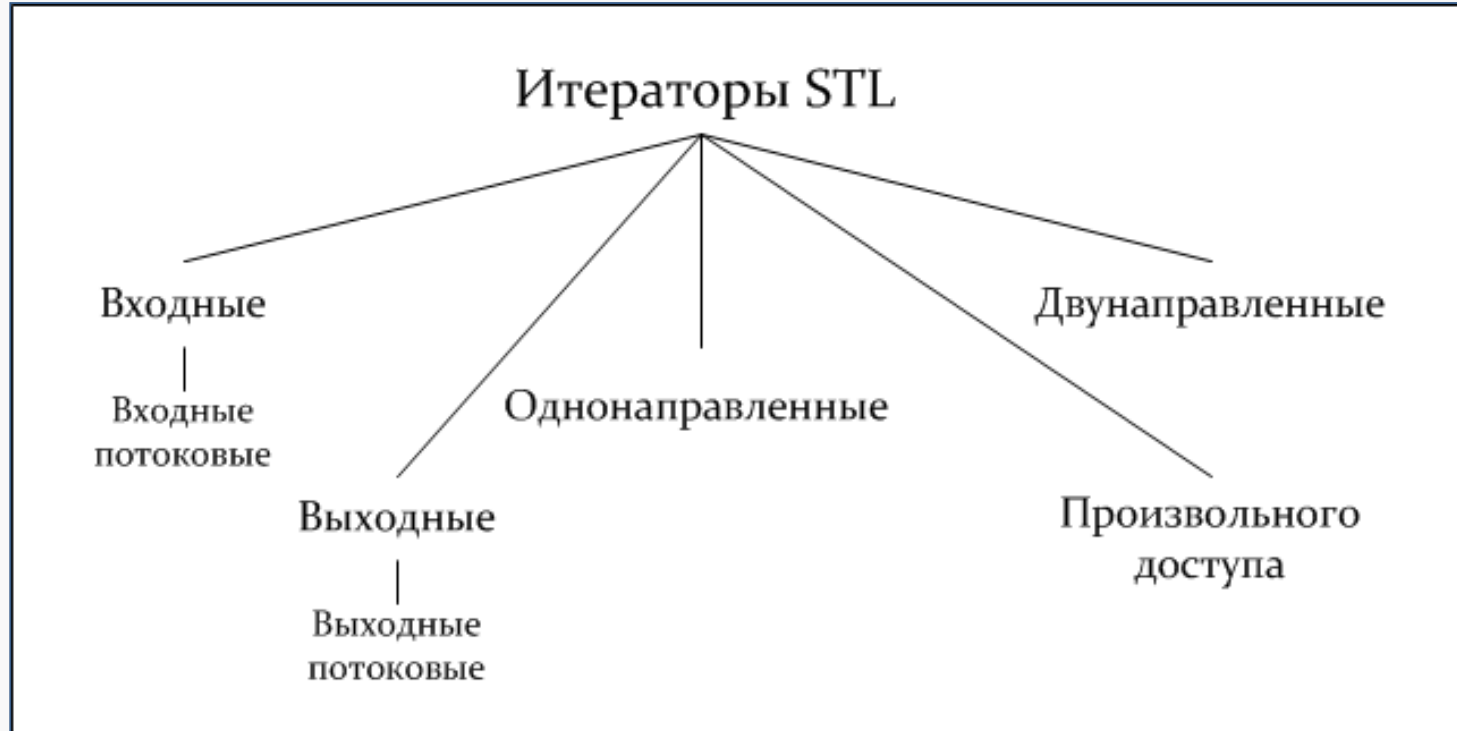 Итераторы STL
Входные
Двунаправленные
Входные
потоковые
Однонаправленные
Выходные
Произвольного
доступа
Выходные
потоковые